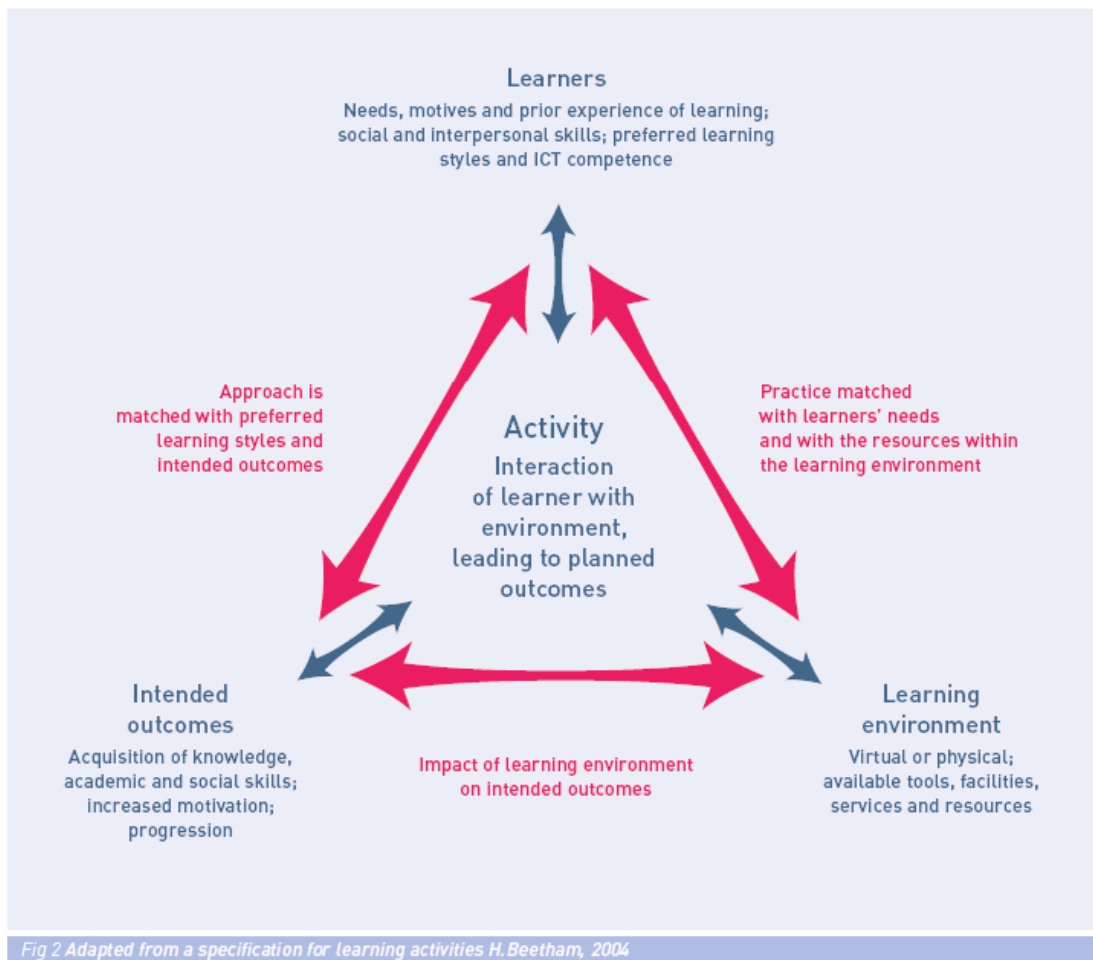 Learners
Needs, motives and prior experience of learning;
social and interpersonal skills; preferred learning
styles and ICT competence
Approach is
matched with preferred
learning styles and
intended outcomes
Practice matched
with learners’ needs
and with the resources within
the learning environment
Activity
Interaction
of learner with
environment,
leading to planned
outcomes
Intended
outcomes
Acquisition of knowledge,
academic and social skills;
increased motivation;
progression
Impact of learning environment
on intended outcomes
Learning
environment
Virtual or physical;
available tools, facilities,
services and resources
Fig 2 Adapted from a specification for learning activities H.Beetham, 2004